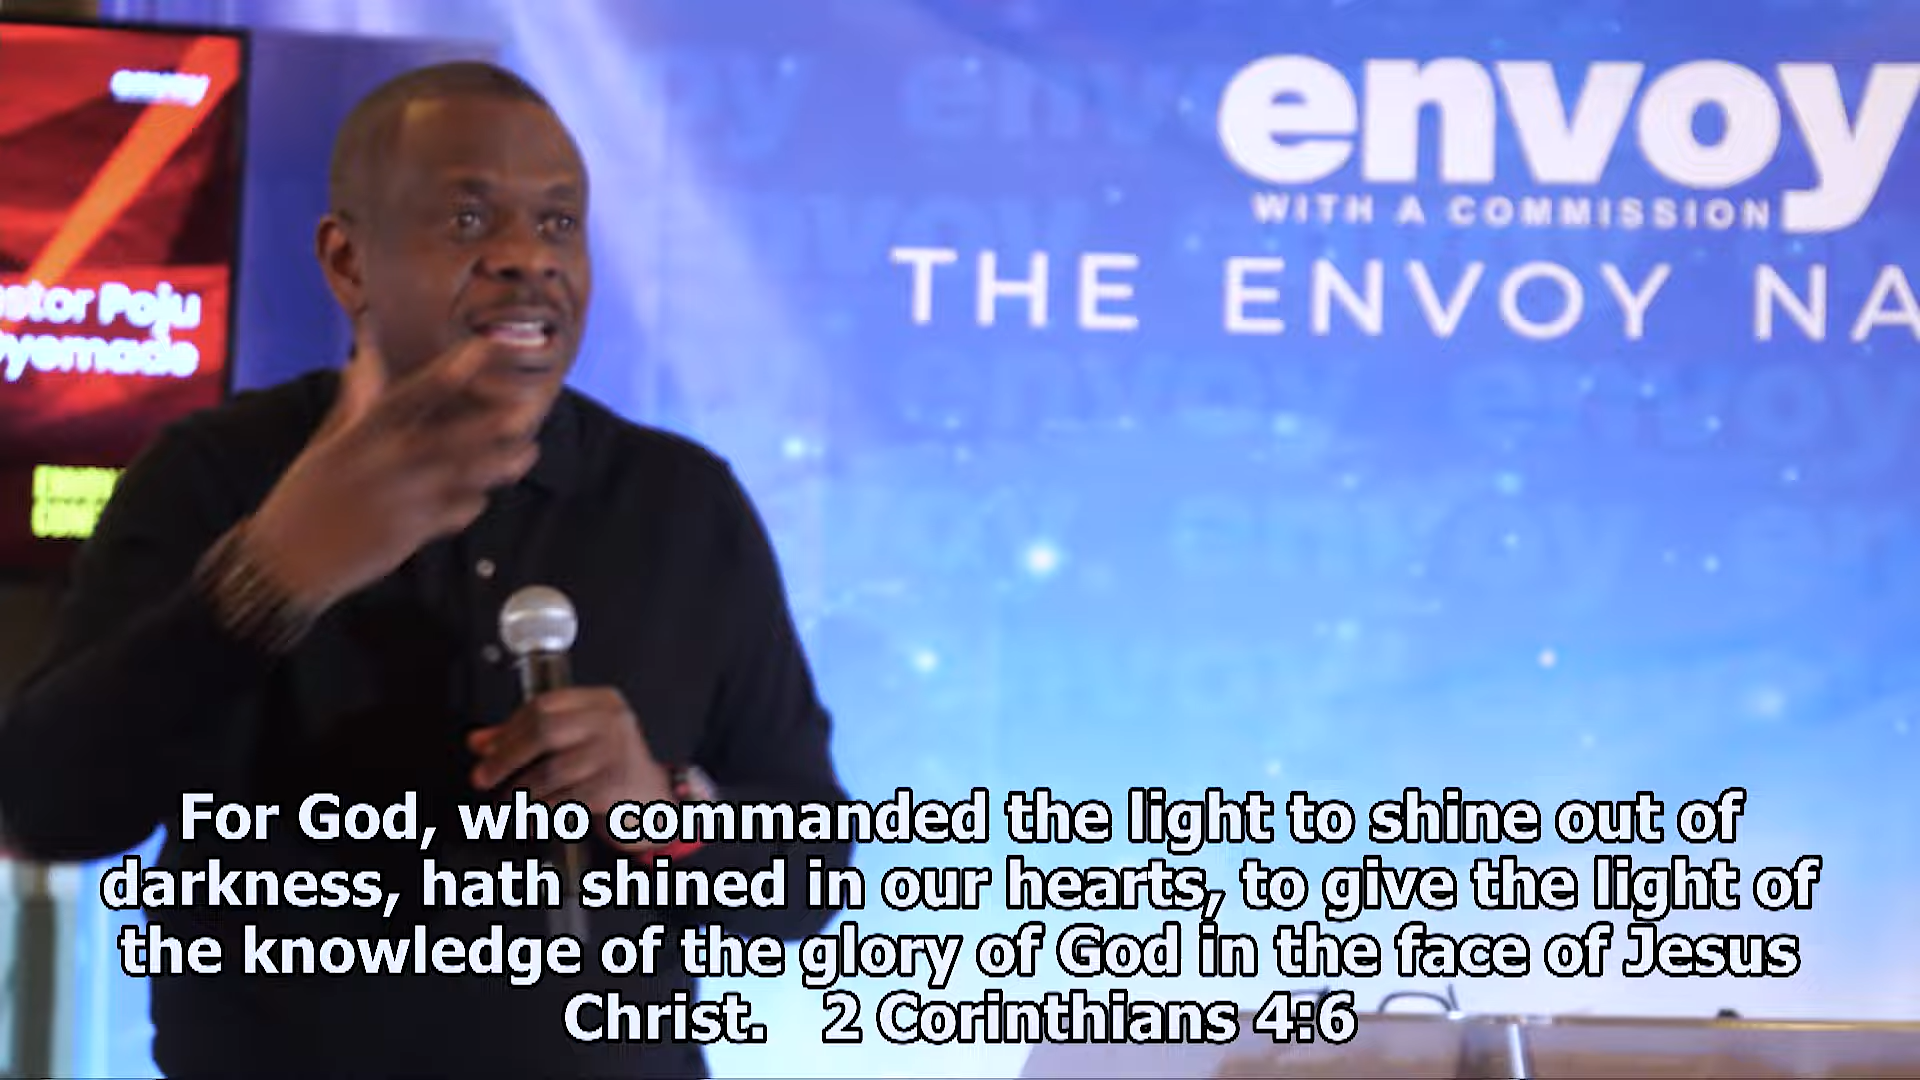 envoy
envoy
WITH A COMMISSION
THE ENVOY NA
Poju
For God, who commanded the light to shine out of
darkness, hath shined in our hearts, to give the light of
the knowledge of the glory of God in the face of Jesus
Christ. 2 Corinthians 4:6